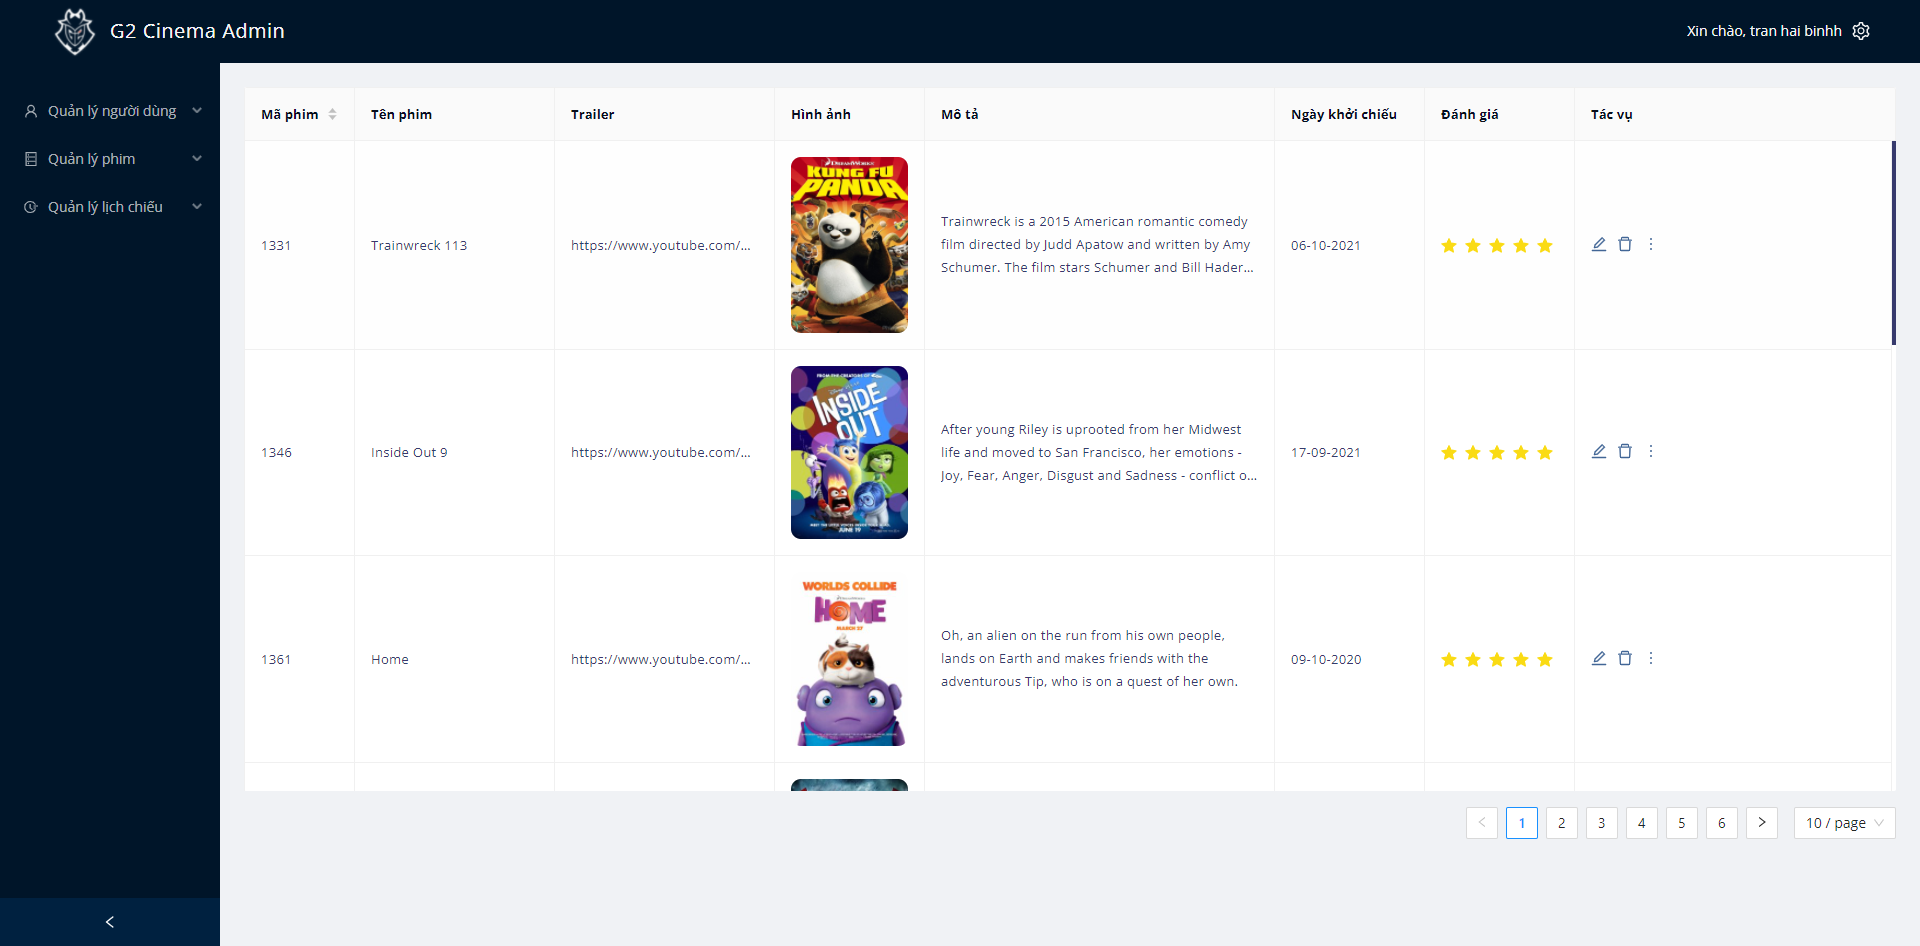 G2 Cinema Admin
Xin chào, tran hai binhh
Quản lý người dùng
Quản lý phim
Quản lý lịch chiếu
Mã phim Tên phim Trailer Hình ảnh Mô tả Ngày khởi chiếu Đánh giá Tác vụ
1331
Trainwreck 113
https://www.youtube.com/...
DREAMWORKS
KUNG FU
PANDA
Trainwreck is a 2015 American romantic comedy
film directed by Judd Apatow and written by Amy
Schumer. The film stars Schumer and Bill Hader...
06-10-2021
1346
Inside Out 9
https://www.youtube.com/...
FROM THE CREATORS OF
INSIDE
OUT
JUNE 19
After young Riley is uprooted from her Midwest
life and moved to San Francisco, her emotions -
Joy, Fear, Anger, Disgust and Sadness - conflict o...
17-09-2021
1361
Home
https://www.youtube.com/...
WORLDS COLLIDE
HOME
MARCH 27
Oh, an alien on the run from his own people,
lands on Earth and makes friends with the
adventurous Tip, who is on a quest of her own.
09-10-2020
1 2 3 4 5 6
10 / page